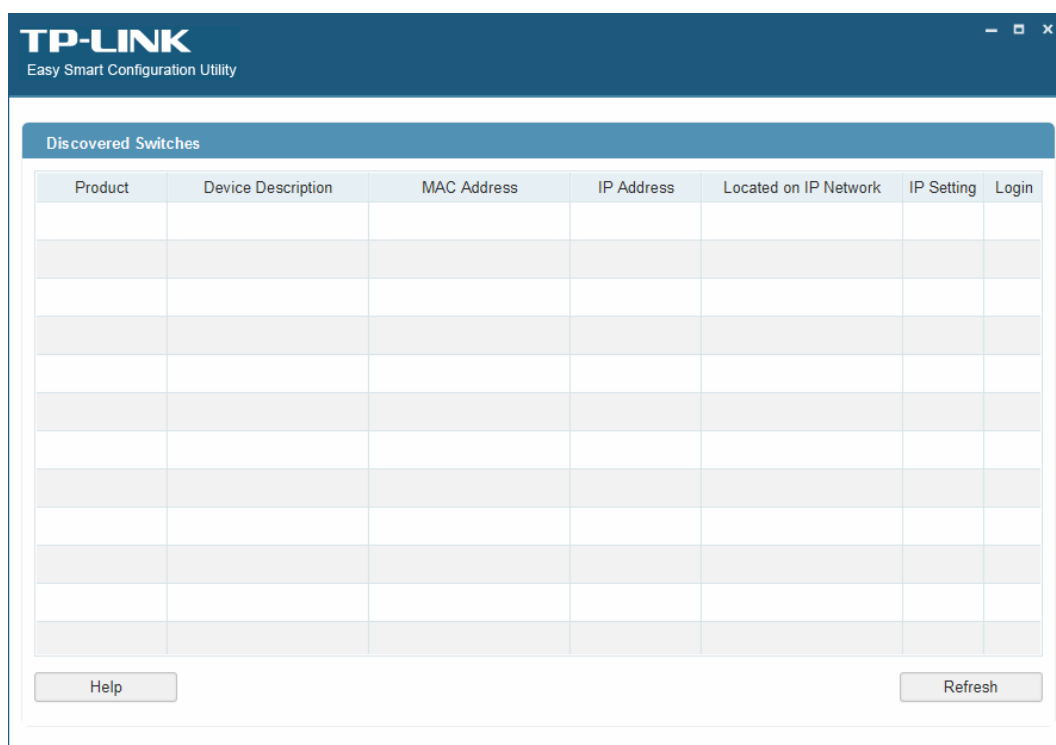 TP-LINK
Easy Smart Configuration Utility
Discovered Switches
Product Device Description MAC Address IP Address Located on IP Network IP Setting Login
Help Refresh